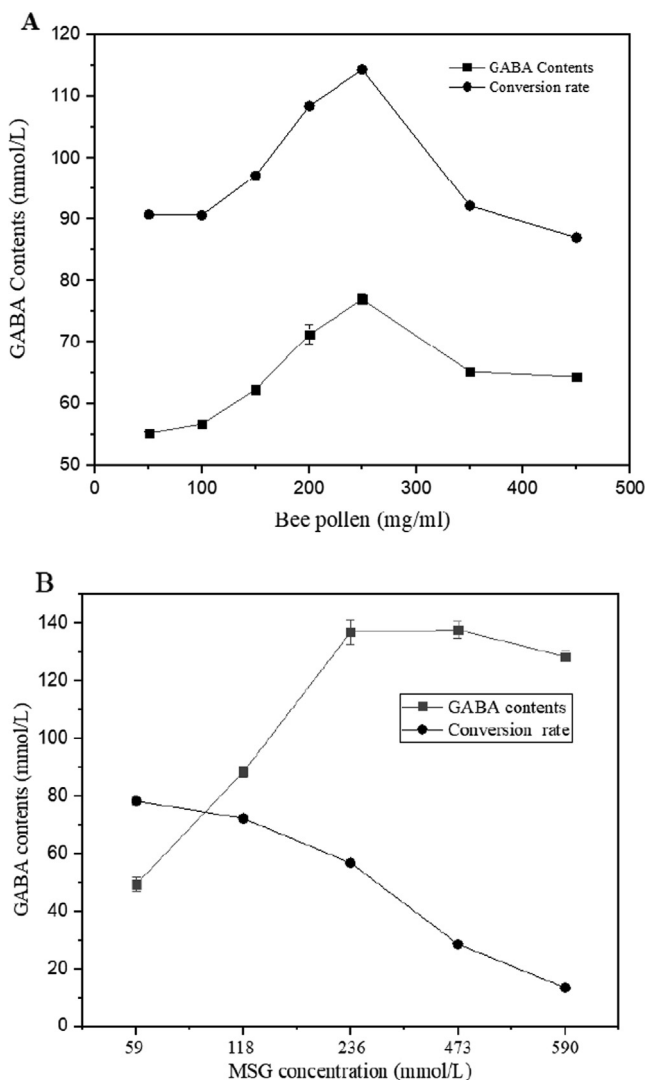 A
120
110
100
90
80
70
60
50
GABA Contents (mmol/L)
GABA Contents
Conversion rate
0 100 200 300 400 500
Bee pollen (mg/ml)
B
140
120
100
80
60
40
20
0
GABA contents (mmol/L)
GABA contents
Conversion rate
59 118 236 473 590
MSG concentration (mmol/L)